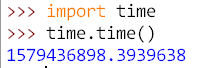 >>> import time
>>> time.time()
1579436898.3939638